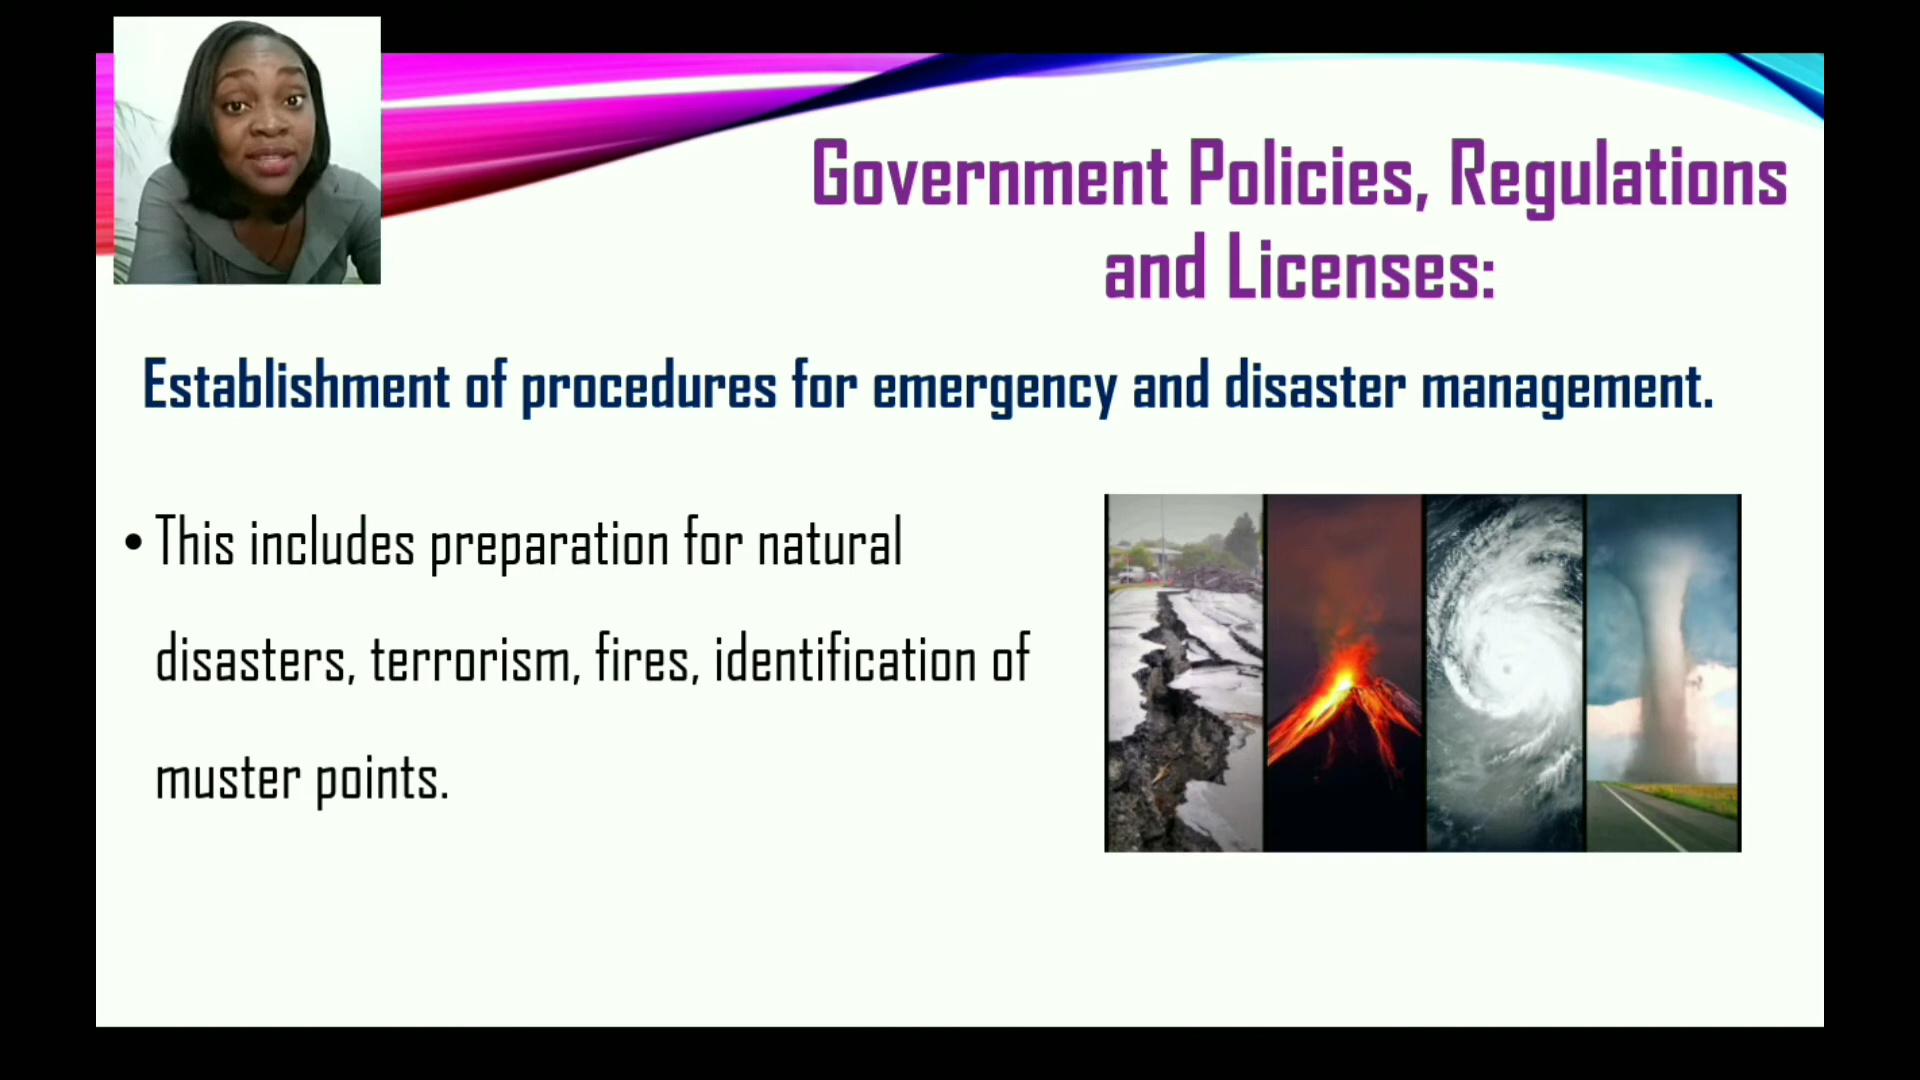 Government Policies, Regulations
and Licenses:
Establishment of procedures for emergency and disaster management.
• This includes preparation for natural
disasters, terrorism, fires, identification of
muster points.